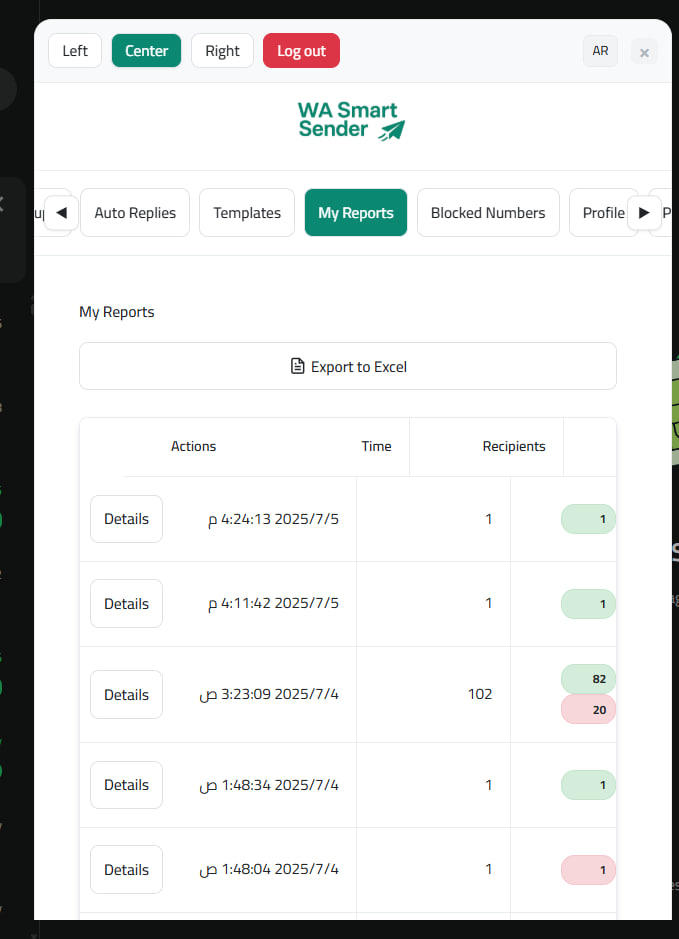 Left Center Right Log out AR ×
WA Smart
Sender
◀ Auto Replies Templates My Reports Blocked Numbers Profile ▶
My Reports
Export to Excel
Actions Time Recipients
Details 2025/7/5 4:24:13 م 1 1
Details 2025/7/5 4:11:42 م 1 1
Details 2025/7/4 3:23:09 ص 102 82
20
Details 2025/7/4 1:48:34 ص 1 1
Details 2025/7/4 1:48:04 ص 1 1